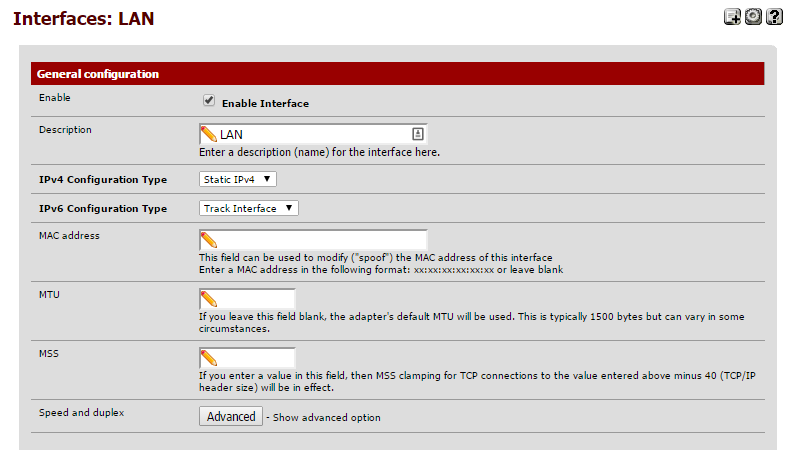 Interfaces: LAN
General configuration
Enable
Enable Interface
Description
LAN
Enter a description (name) for the interface here.
IPv4 Configuration Type
Static IPv4
IPv6 Configuration Type
Track Interface
MAC address
This field can be used to modify ("spoof") the MAC address of this interface
Enter a MAC address in the following format: xx:xx:xx:xx:xx:xx or leave blank
MTU
If you leave this field blank, the adapter's default MTU will be used. This is typically 1500 bytes but can vary in some
circumstances.
MSS
If you enter a value in this field, then MSS clamping for TCP connections to the value entered above minus 40 (TCP/IP
header size) will be in effect.
Speed and duplex
Advanced - Show advanced option